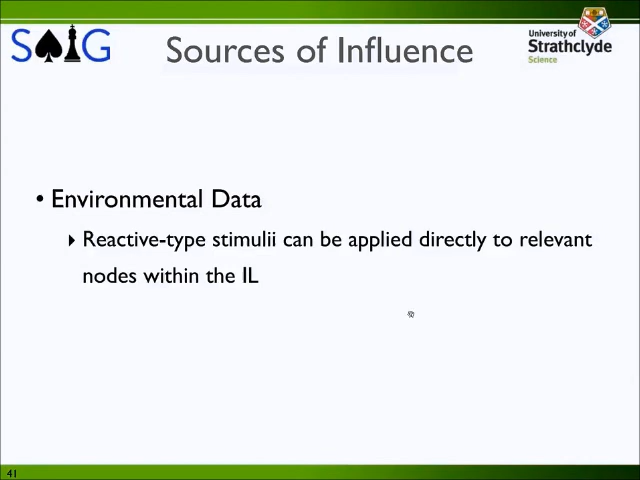 SAIG
Sources of Influence
University of
Strathclyde
Science
• Environmental Data
Reactive-type stimulii can be applied directly to relevant
nodes within the IL
41